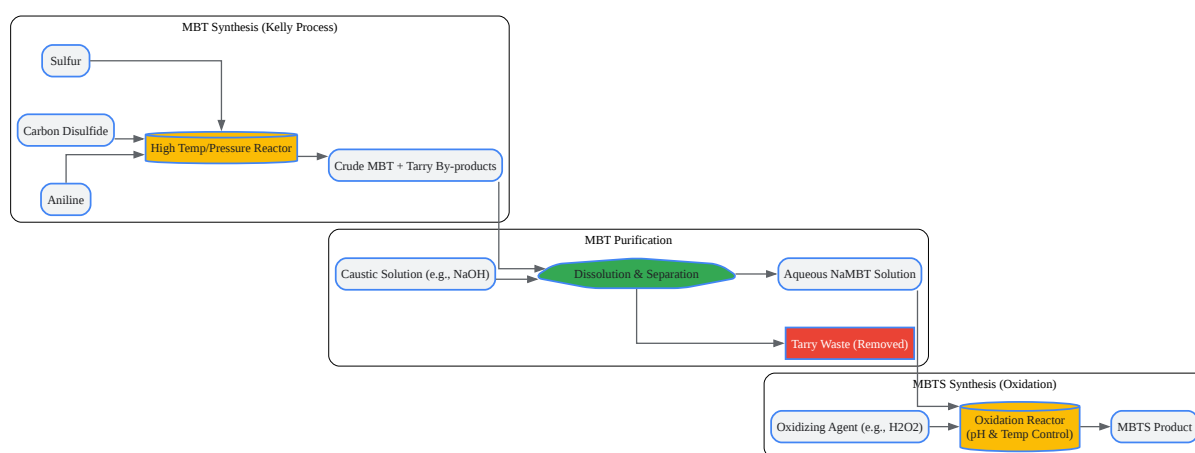 MBT Synthesis (Kelly Process)
Sulfur
Carbon Disulfide
High Temp/Pressure Reactor
Aniline
Crude MBT + Tarry By-products
MBT Purification
Caustic Solution (e.g., NaOH)
Dissolution & Separation
Aqueous NaMBT Solution
Tarry Waste (Removed)
MBTS Synthesis (Oxidation)
Oxidizing Agent (e.g., H2O2)
Oxidation Reactor
(pH & Temp Control)
MBTS Product